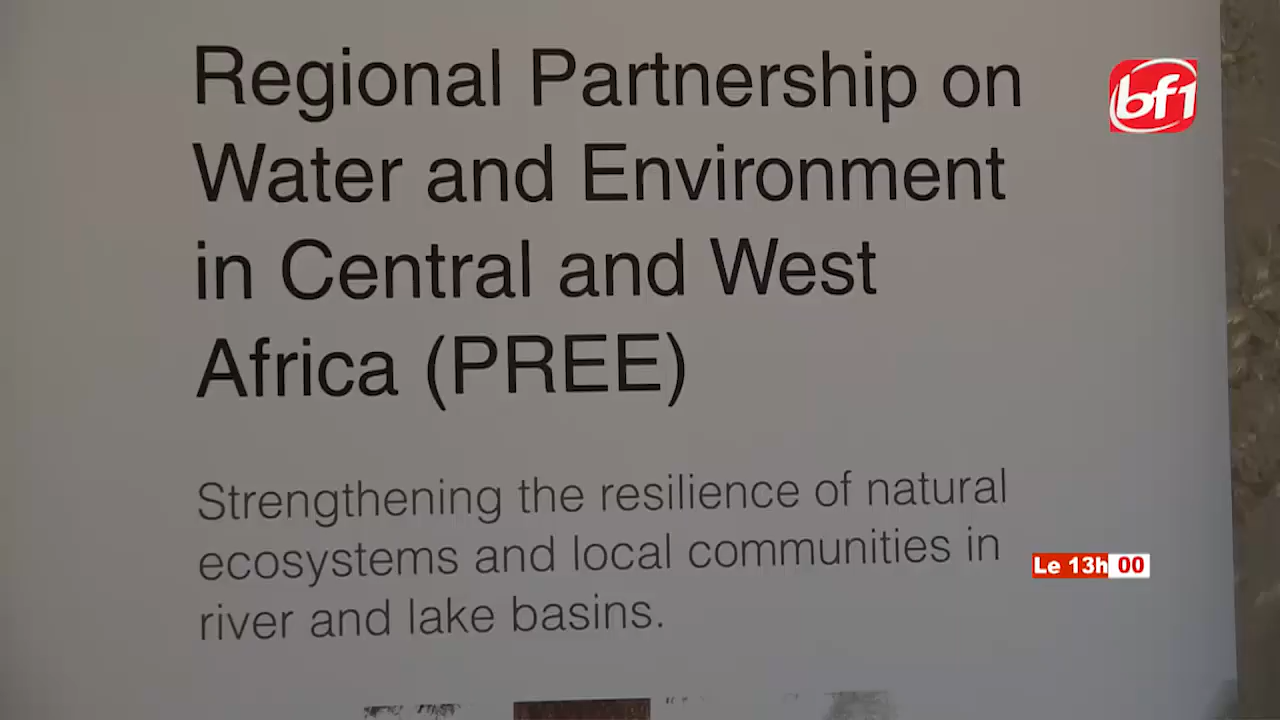 Regional Partnership on
Water and Environment
in Central and West
Africa (PREE)
Strengthening the resilience of natural
ecosystems and local communities in
river and lake basins.
bf1
Le 13h 00